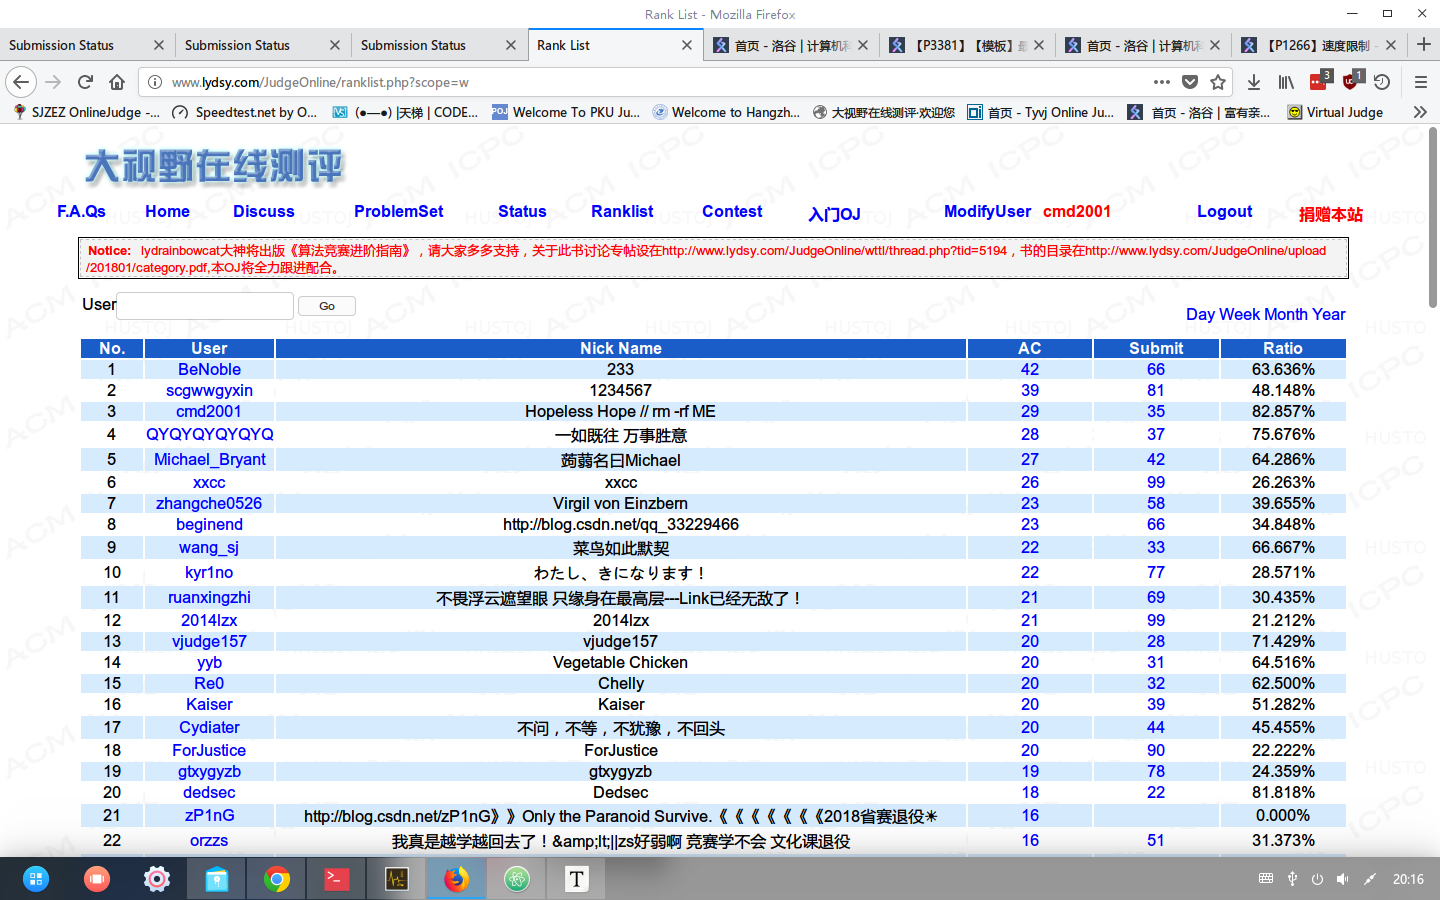 Rank List - Mozilla Firefox
Submission Status
Submission Status
Submission Status
Rank List
首页 - 洛谷 | 计算机科
【P3381】【模板】最
首页 - 洛谷 | 计算机科
【P1266】速度限制 -
www.lydsy.com/JudgeOnline/ranklist.php?scope=w
3
1
SJZEZ OnlineJudge -...
Speedtest.net by O...
(●—●) |天梯 | CODE...
Welcome To PKU Ju...
Welcome to Hangzh...
大视野在线测评·欢迎您
首页 - Tyvj Online Ju...
首页 - 洛谷 | 富有亲...
Virtual Judge
大视野在线测评
F.A.Qs Home Discuss ProblemSet Status Ranklist Contest 入门OJ ModifyUser cmd2001 Logout 捐赠本站
Notice: lydrainbowcat大神将出版《算法竞赛进阶指南》，请大家多多支持，关于此书讨论专帖设在http://www.lydsy.com/JudgeOnline/wttl/thread.php?tid=5194，书的目录在http://www.lydsy.com/JudgeOnline/upload
/201801/category.pdf,本OJ将全力跟进配合。
User Go
Day Week Month Year
No. User Nick Name AC Submit Ratio
1 BeNoble 233 42 66 63.636%
2 scgwwgyxin 1234567 39 81 48.148%
3 cmd2001 Hopeless Hope // rm -rf ME 29 35 82.857%
4 QYQYQYQYQYQ 一如既往 万事胜意 28 37 75.676%
5 Michael_Bryant 蒟蒻名曰Michael 27 42 64.286%
6 xxcc xxcc 26 99 26.263%
7 zhangche0526 Virgil von Einzbern 23 58 39.655%
8 beginend http://blog.csdn.net/qq_33229466 23 66 34.848%
9 wang_sj 菜鸟如此默契 22 33 66.667%
10 kyr1no わたし、きになります！ 22 77 28.571%
11 ruanxingzhi 不畏浮云遮望眼 只缘身在最高层---Link已经无敌了！ 21 69 30.435%
12 2014lzx 2014lzx 21 99 21.212%
13 vjudge157 vjudge157 20 28 71.429%
14 yyb Vegetable Chicken 20 31 64.516%
15 Re0 Chelly 20 32 62.500%
16 Kaiser Kaiser 20 39 51.282%
17 Cydiater 不问，不等，不犹豫，不回头 20 44 45.455%
18 ForJustice ForJustice 20 90 22.222%
19 gtxygyzb gtxygyzb 19 78 24.359%
20 dedsec Dedsec 18 22 81.818%
21 zP1nG http://blog.csdn.net/zP1nG》》Only the Paranoid Survive.《《《《《《2018省赛退役☀ 16 0.000%
22 orzzs 我真是越学越回去了！&amp;lt;||zs好弱啊 竞赛学不会 文化课退役 16 51 31.373%
20:16